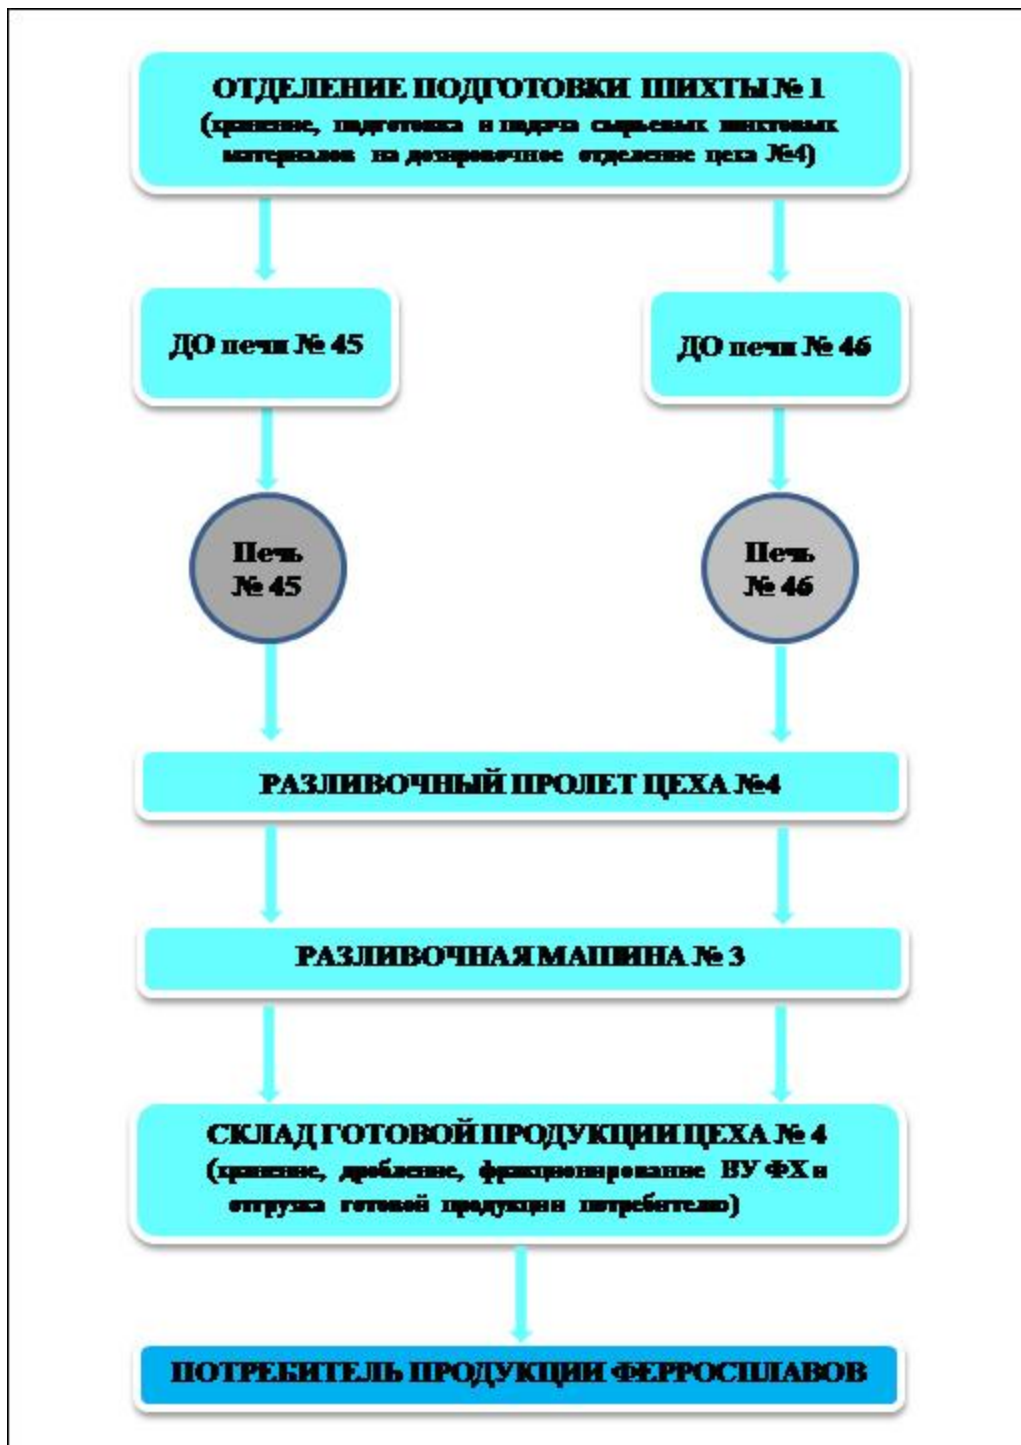 ОТДЕЛЕНИЕ ПОДГОТОВКИ ШИХТЫ № 1
(хранение, подготовка и подача сырьевых шихтовых
материалов на дозировочное отделение цеха №4)
ДО печи № 45
ДО печи № 46
Печь
№ 45
Печь
№ 46
РАЗЛИВОЧНЫЙ ПРОЛЕТ ЦЕХА №4
РАЗЛИВОЧНАЯ МАШИНА № 3
СКЛАД ГОТОВОЙ ПРОДУКЦИИ ЦЕХА № 4
(хранение, дробление, фракционирование ВУ ФХ и
отгрузка готовой продукции потребителю)
ПОТРЕБИТЕЛЬ ПРОДУКЦИИ ФЕРРОСПЛАВОВ